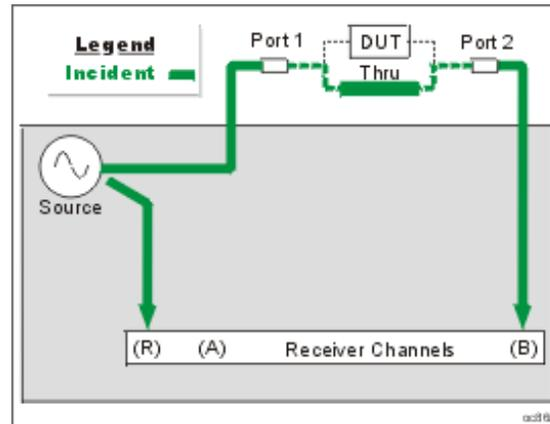 Legend
Incident
Port 1
DUT
Port 2
Thru
Source
(R) (A) Receiver Channels (B)